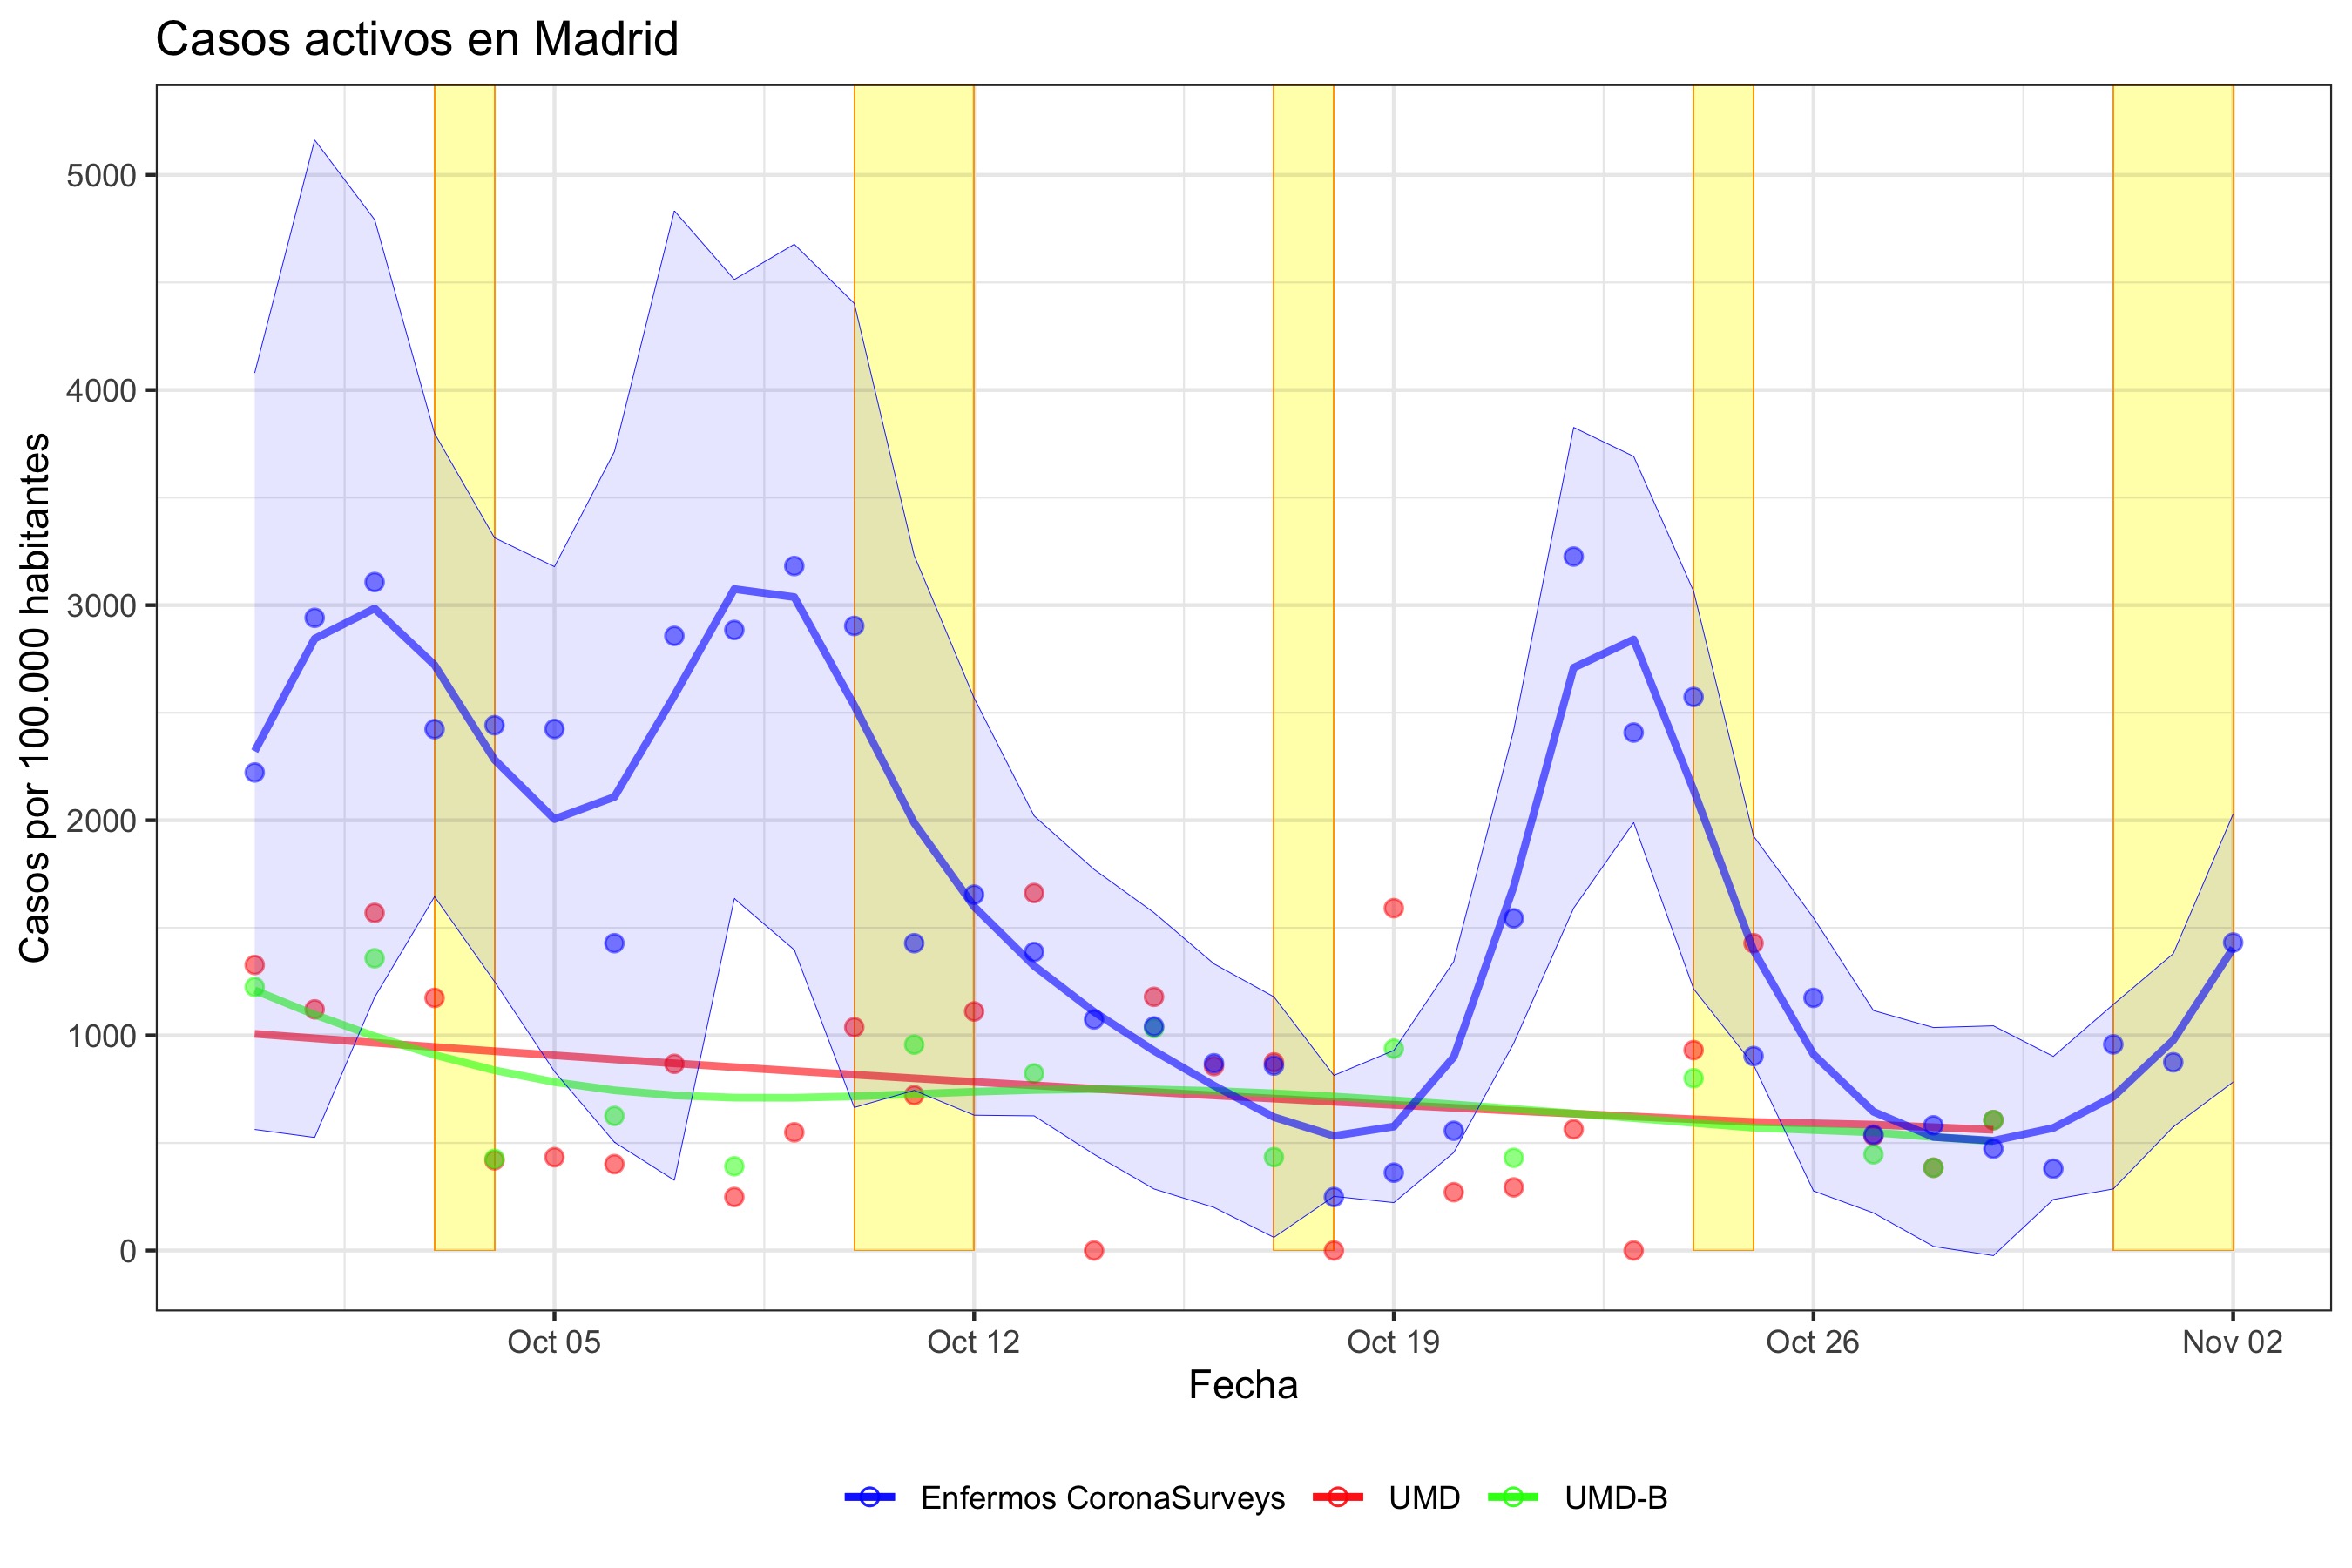 Casos activos en Madrid
Casos por 100.000 habitantes
5000
4000
3000
2000
1000
0
Oct 05 Oct 12 Oct 19 Oct 26 Nov 02
Fecha
Enfermos CoronaSurveys UMD UMD-B